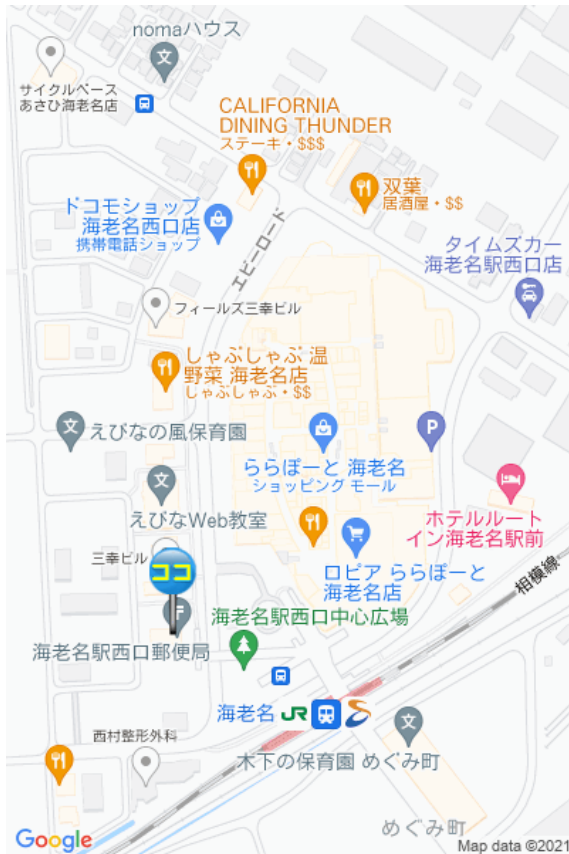 nomaハウス
サイクルベース
あさひ海老名店
CALIFORNIA
DINING THUNDER
ステーキ・$$$
双葉
居酒屋・$$
ドコモショップ
海老名西口店
携帯電話ショップ
エビーロード
タイムズカー
海老名駅西口店
フィールズ三幸ビル
しゃぶしゃぶ 温
野菜 海老名店
しゃぶしゃぶ・$$
えびなの風保育園
P
ららぽーと 海老名
ショッピング モール
えびなWeb教室
ホテルルート
イン海老名駅前
三幸ビル
ココ
ロピア ららぽーと
海老名店
相模線
海老名駅西口中心広場
海老名駅西口郵便局
海老名 JR
西村整形外科
木下の保育園 めぐみ町
めぐみ町
Google
Map data ©2021